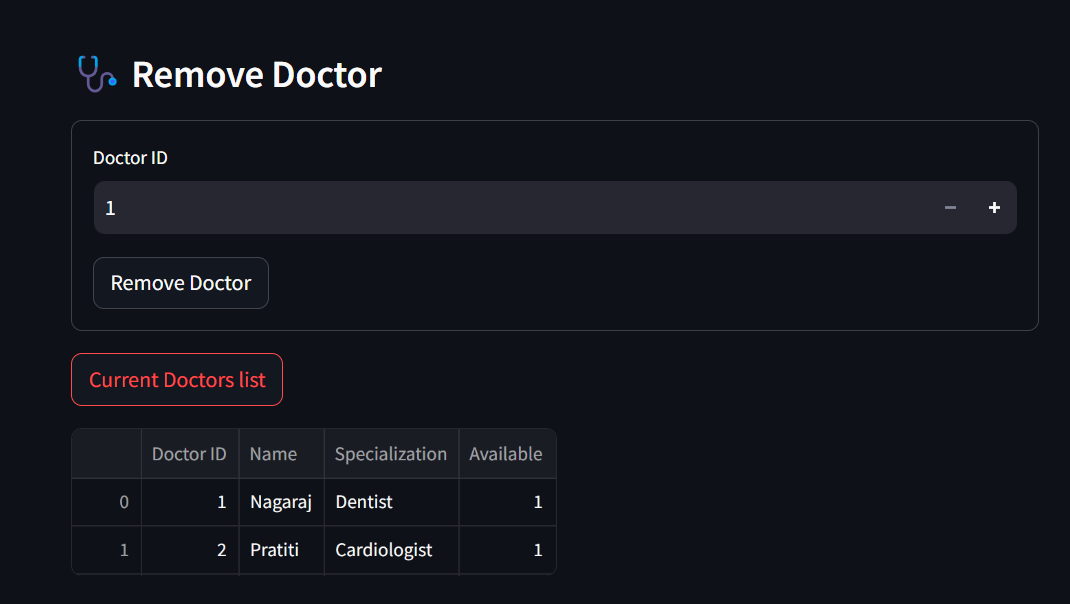 Remove Doctor
Doctor ID
1
Remove Doctor
Current Doctors list
Doctor ID Name Specialization Available
0 1 Nagaraj Dentist 1
1 2 Pratiti Cardiologist 1